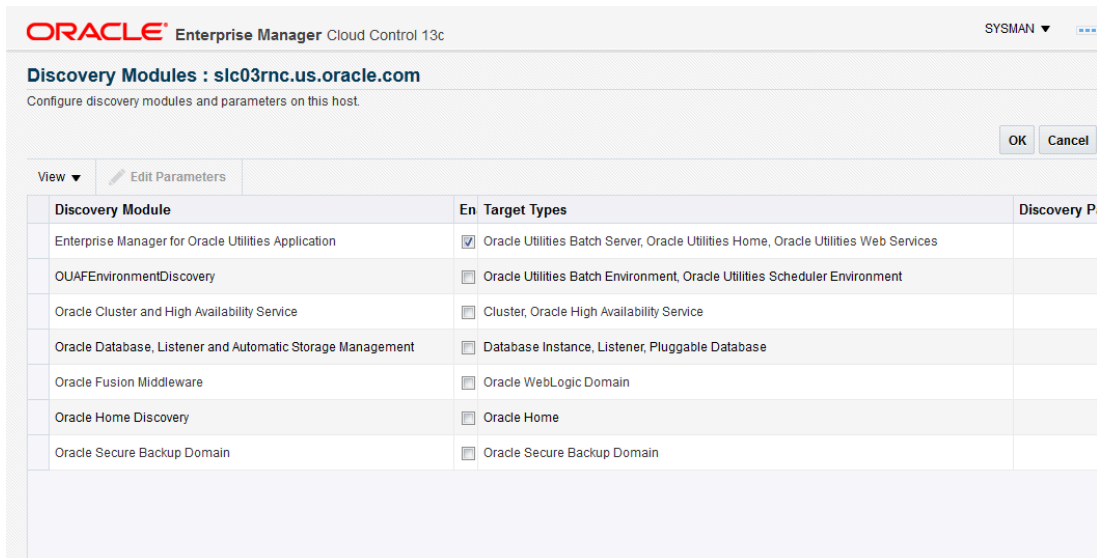 ORACLE Enterprise Manager Cloud Control 13c
SYSMAN
Discovery Modules : slc03rnc.us.oracle.com
Configure discovery modules and parameters on this host.
OK Cancel
View Edit Parameters
Discovery Module En Target Types Discovery Pa
Enterprise Manager for Oracle Utilities Application Oracle Utilities Batch Server, Oracle Utilities Home, Oracle Utilities Web Services
OUAFEnvironmentDiscovery Oracle Utilities Batch Environment, Oracle Utilities Scheduler Environment
Oracle Cluster and High Availability Service Cluster, Oracle High Availability Service
Oracle Database, Listener and Automatic Storage Management Database Instance, Listener, Pluggable Database
Oracle Fusion Middleware Oracle WebLogic Domain
Oracle Home Discovery Oracle Home
Oracle Secure Backup Domain Oracle Secure Backup Domain